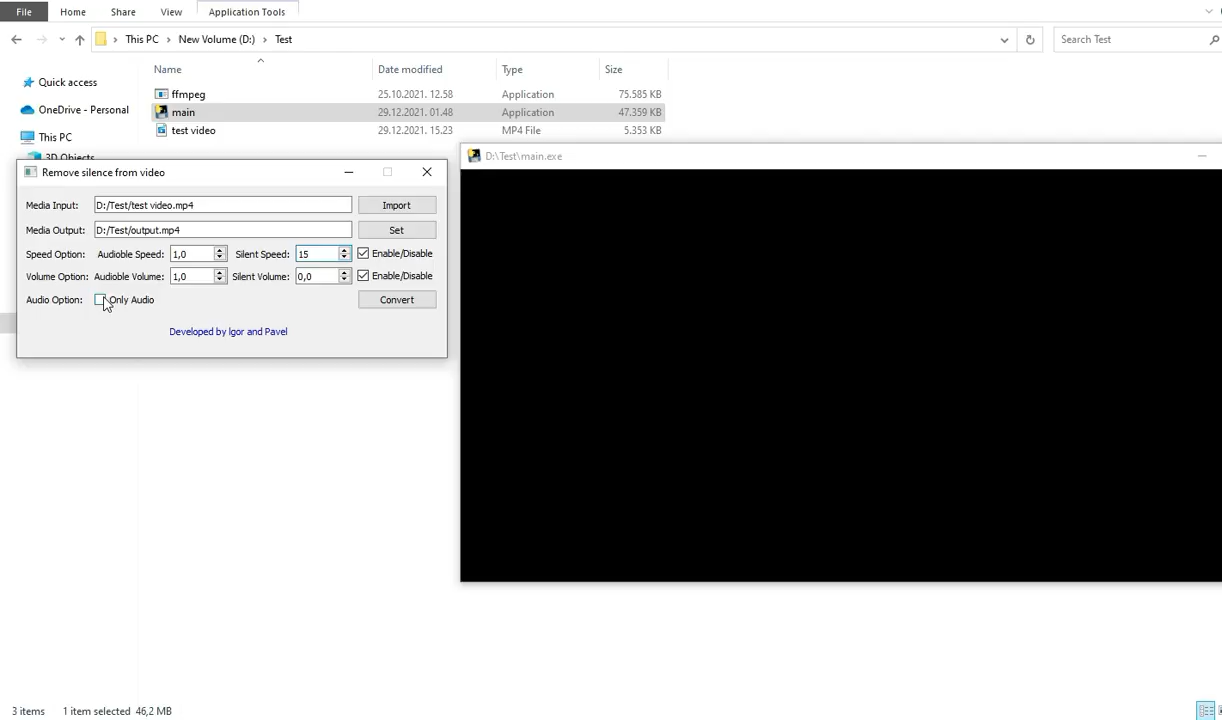 File Home Share View Application Tools
This PC New Volume (D:) Test Search Test
Name Date modified Type Size
Quick access
OneDrive - Personal
This PC
3D Objects
ffmpeg 25.10.2021. 12.58 Application 75.585 KB
main 29.12.2021. 01.48 Application 47.359 KB
test video 29.12.2021. 15.23 MP4 File 5.353 KB
Remove silence from video
Media Input: D:/Test/test video.mp4 Import
Media Output: D:/Test/output.mp4 Set
Speed Option: Audioble Speed: 1,0 Silent Speed: 15 Enable/Disable
Volume Option: Audioble Volume: 1,0 Silent Volume: 0,0 Enable/Disable
Audio Option: Only Audio Convert
Developed by Igor and Pavel
D:\Test\main.exe
3 items 1 item selected 46,2 MB